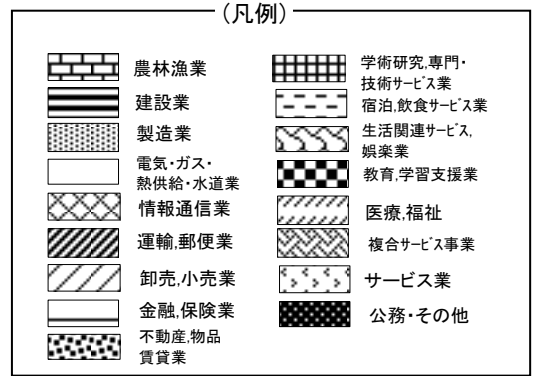 (凡例)
農林漁業
建設業
製造業
電気・ガス・
熱供給・水道業
情報通信業
運輸,郵便業
卸売,小売業
金融,保険業
不動産,物品
賃貸業
学術研究,専門・
技術サービス業
宿泊,飲食サービス業
生活関連サービス,
娯楽業
教育,学習支援業
医療,福祉
複合サービス事業
サービス業
公務・その他